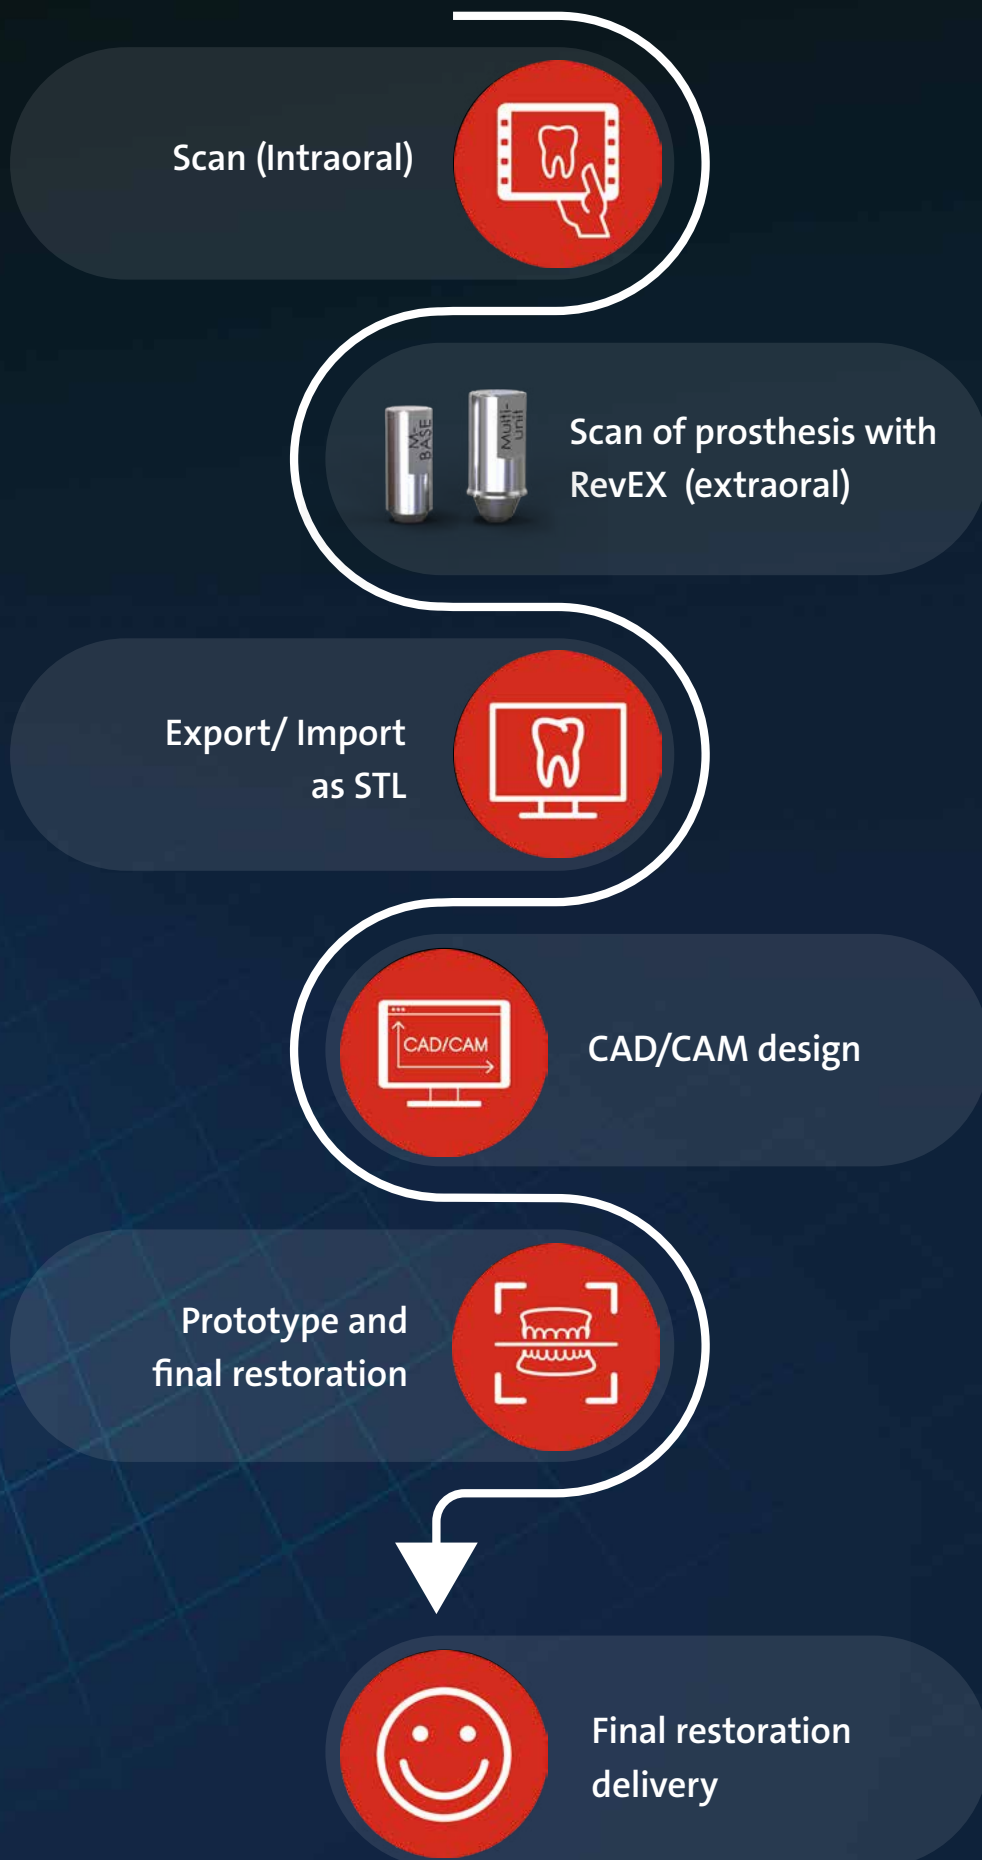 Scan (Intraoral)
M-
BASE
Multi-
unit
Scan of prosthesis with
RevEX (extraoral)
Export/ Import
as STL
CAD/CAM
CAD/CAM design
Prototype and
final restoration
Final restoration
delivery